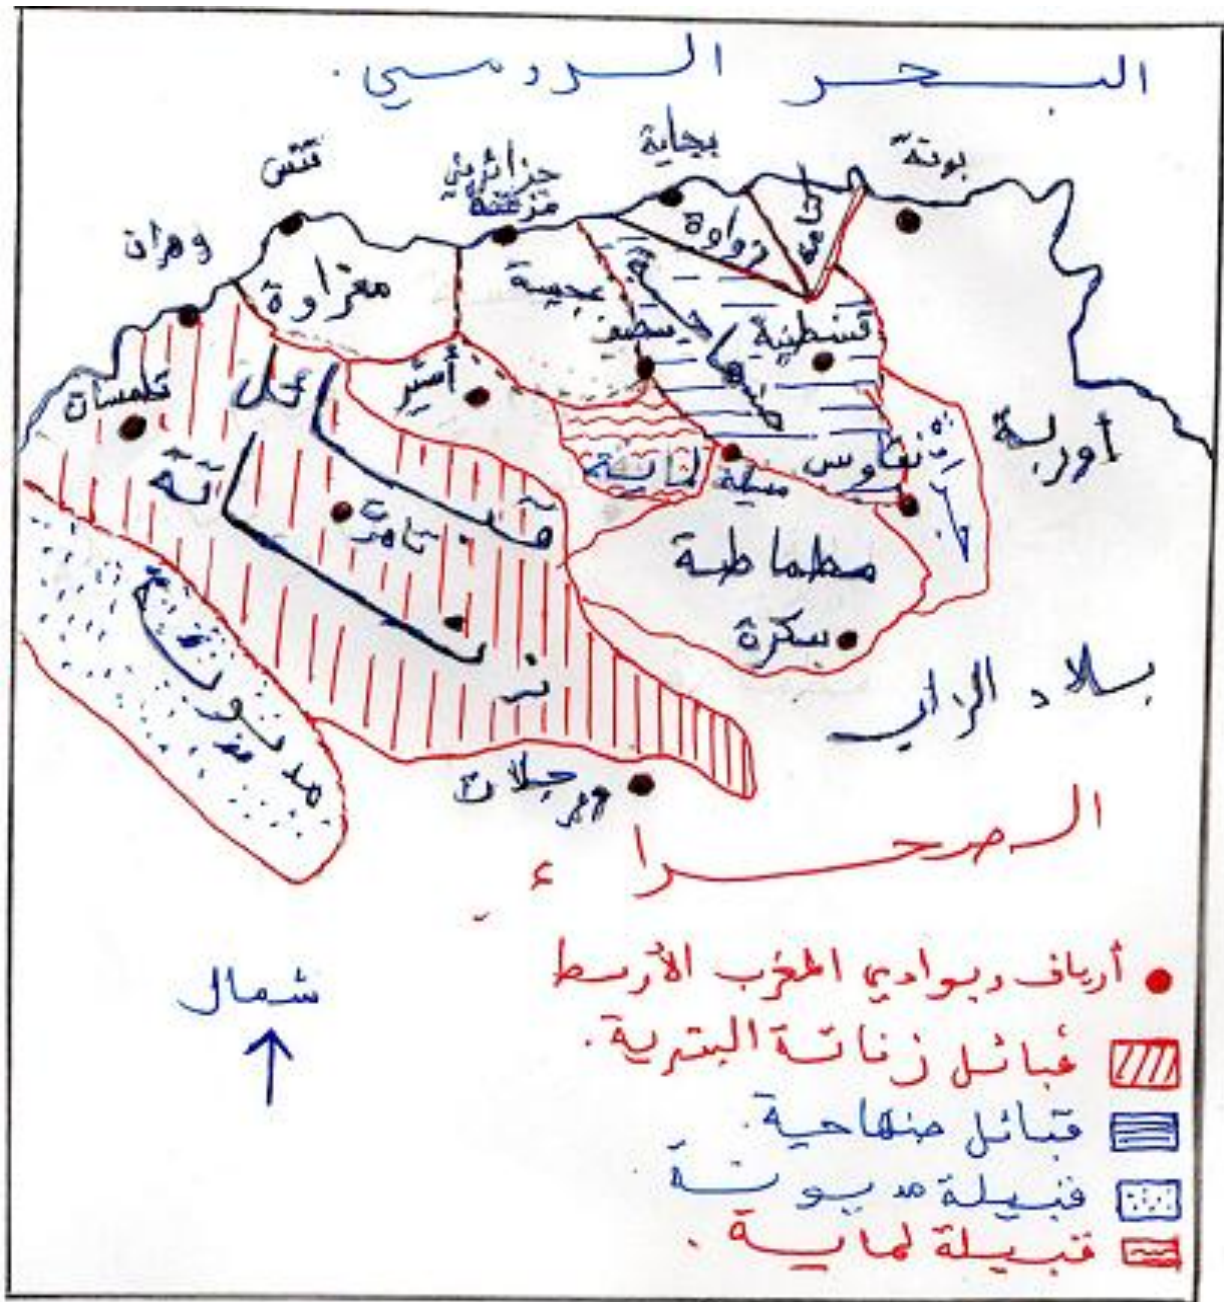 البحر الرومي.
بونة
بجاية
جزائر بني
مزغنة
تنس
وهران
كتامة
زواوة
عجيسة
مغراوة
قسنطينة
سطيف
أشير
تلمسان
قبائل
أوربة
نقاوس
مسيلة
لماية
تاهرت
مطماطة
بسكرة
زناتة
مديونة
بلاد الزاب
ورجلان
الصحراء
أرياف وبوادي المغرب الأوسط
قبائل زناتة البترية.
قبائل صنهاجية.
قبيلة مديونة
قبيلة لماية.
شمال